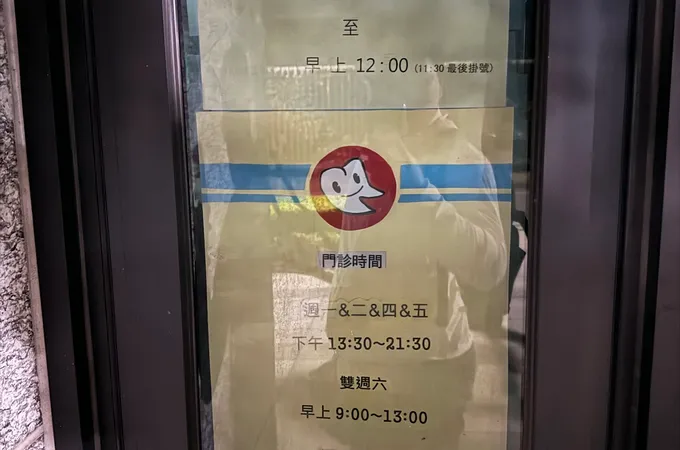 至
早上 12:00 (11:30 最後掛號)
門診時間
週一&二&四&五
下午 13:30~21:30
雙週六
早上 9:00~13:00